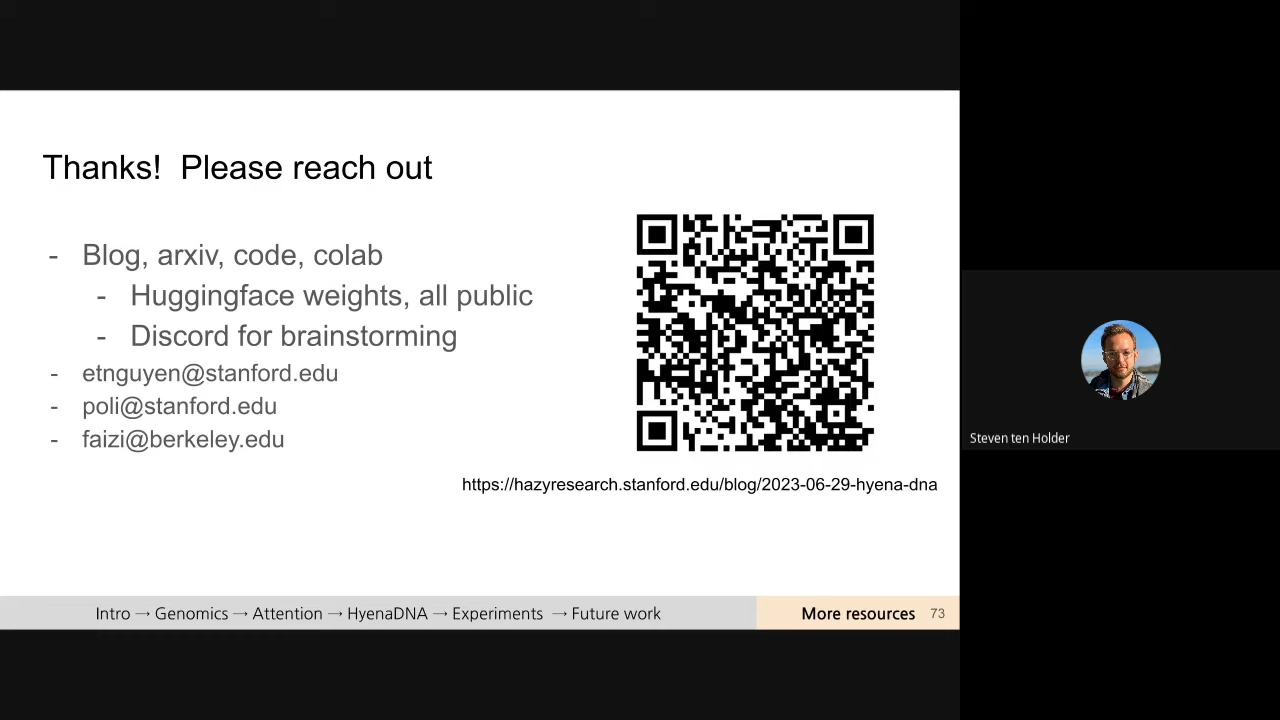 Thanks!  Please reach out
- Blog, arxiv, code, colab
- Huggingface weights, all public
- Discord for brainstorming
- etnguyen@stanford.edu
- poli@stanford.edu
- faizi@berkeley.edu
https://hazyresearch.stanford.edu/blog/2023-06-29-hyena-dna
Intro → Genomics → Attention → HyenaDNA → Experiments → Future work
More resources 73
Steven ten Holder